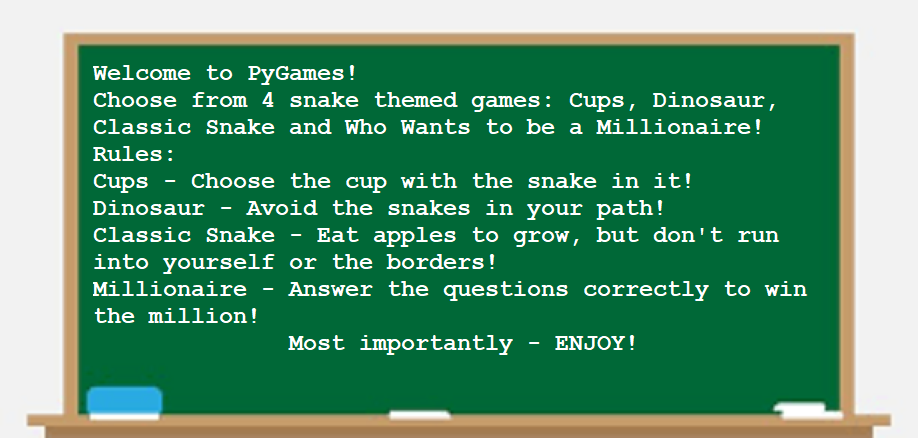 Welcome to PyGames!
Choose from 4 snake themed games: Cups, Dinosaur,
Classic Snake and Who Wants to be a Millionaire!
Rules:
Cups - Choose the cup with the snake in it!
Dinosaur - Avoid the snakes in your path!
Classic Snake - Eat apples to grow, but don't run
into yourself or the borders!
Millionaire - Answer the questions correctly to win
the million!
Most importantly - ENJOY!